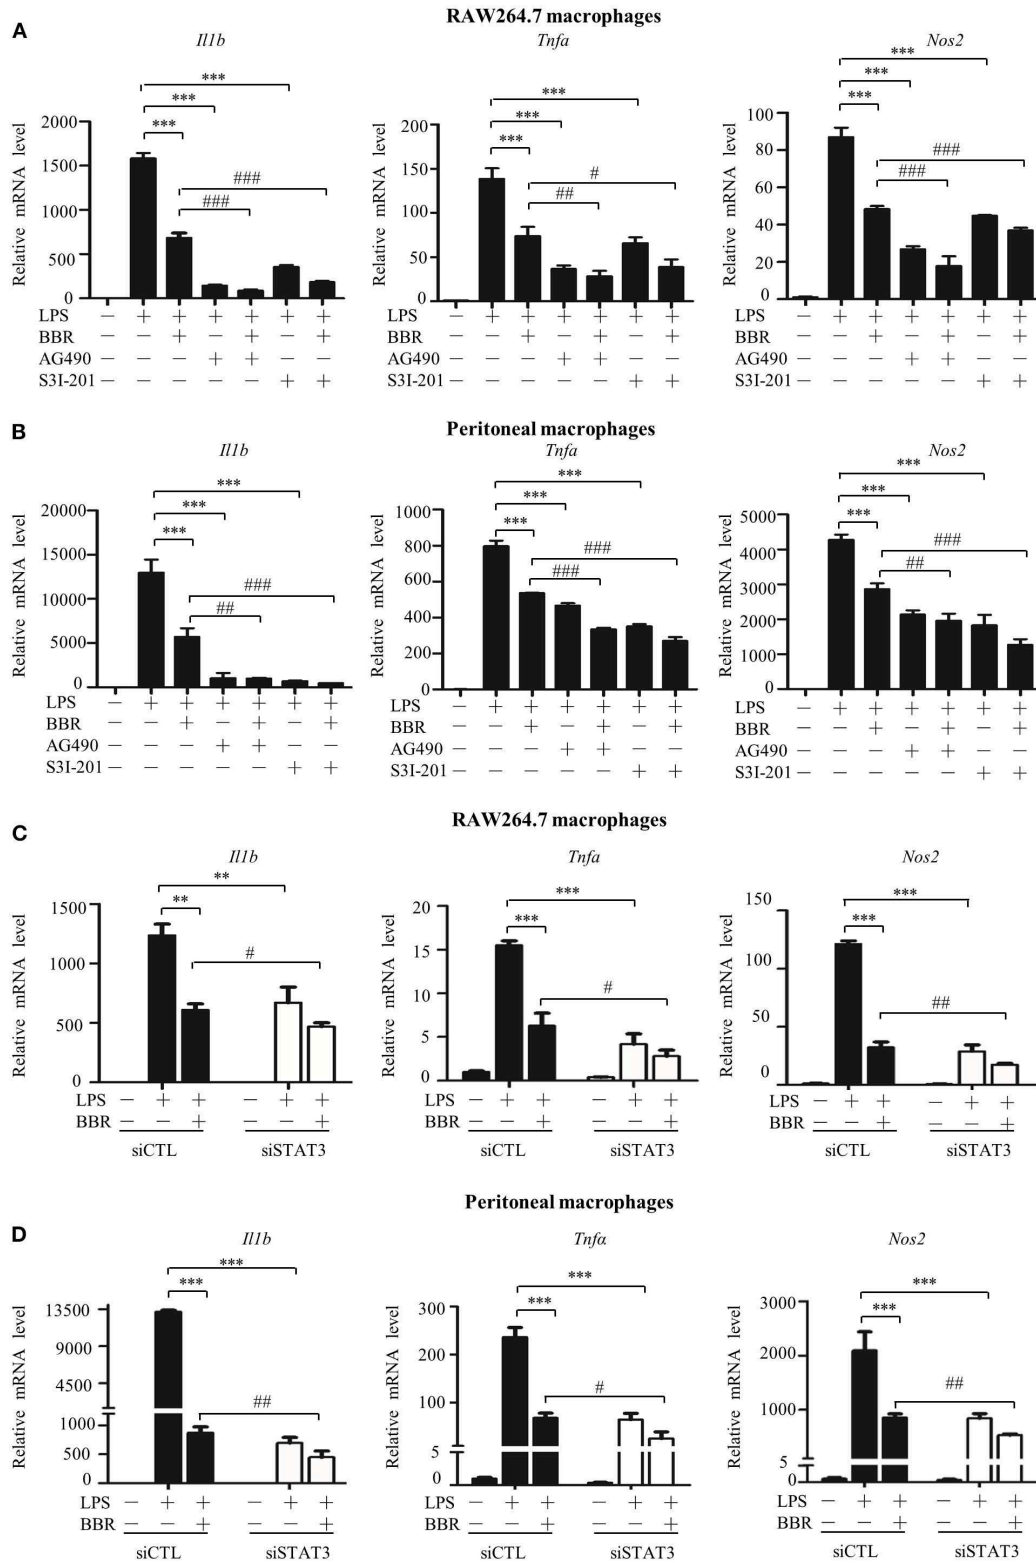 RAW264.7 macrophages
A
Il1b Tnfa Nos2
*** *** ***
*** *** ***
*** *** ***
### # ###
### ## ###
Relative mRNA level Relative mRNA level Relative mRNA level
2000 1500 1000 500 0
200 150 100 50 0
100 80 60 40 20 0
LPS – + + + + + + LPS – + + + + + + LPS – + + + + + +
BBR – – + – + – + BBR – – + – + – + BBR – – + – + – +
AG490 – – – + + – – AG490 – – – + + – – AG490 – – – + + – –
S3I-201 – – – – – + + S3I-201 – – – – – + + S3I-201 – – – – – + +
Peritoneal macrophages
B
Il1b Tnfa Nos2
*** *** ***
*** *** ***
*** *** ***
### ### ###
## ### ##
Relative mRNA level Relative mRNA level Relative mRNA level
20000 15000 10000 5000 0
1000 800 600 400 200 0
5000 4000 3000 2000 1000 0
LPS – + + + + + + LPS – + + + + + + LPS – + + + + + +
BBR – – + – + – + BBR – – + – + – + BBR – – + – + – +
AG490 – – – + + – – AG490 – – – + + – – AG490 – – – + + – –
S3I-201 – – – – – + + S3I-201 – – – – – + + S3I-201 – – – – – + +
RAW264.7 macrophages
C
Il1b Tnfa Nos2
** *** ***
** *** ***
# # ##
Relative mRNA level Relative mRNA level Relative mRNA level
1500 1000 500 0
20 15 10 5 0
150 100 50 0
LPS – + + – + + LPS – + + – + + LPS – + + – + +
BBR – – + – – + BBR – – + – – + BBR – – + – – +
siCTL siSTAT3 siCTL siSTAT3 siCTL siSTAT3
Peritoneal macrophages
D
Il1b Tnfα Nos2
*** *** ***
*** *** ***
## # ##
Relative mRNA level Relative mRNA level Relative mRNA level
13500 9000 4500 1000 500 0
300 200 100 5 0
3000 2000 1000 5 0
LPS – + + – + + LPS – + + – + + LPS – + + – + +
BBR – – + – – + BBR – – + – – + BBR – – + – – +
siCTL siSTAT3 siCTL siSTAT3 siCTL siSTAT3